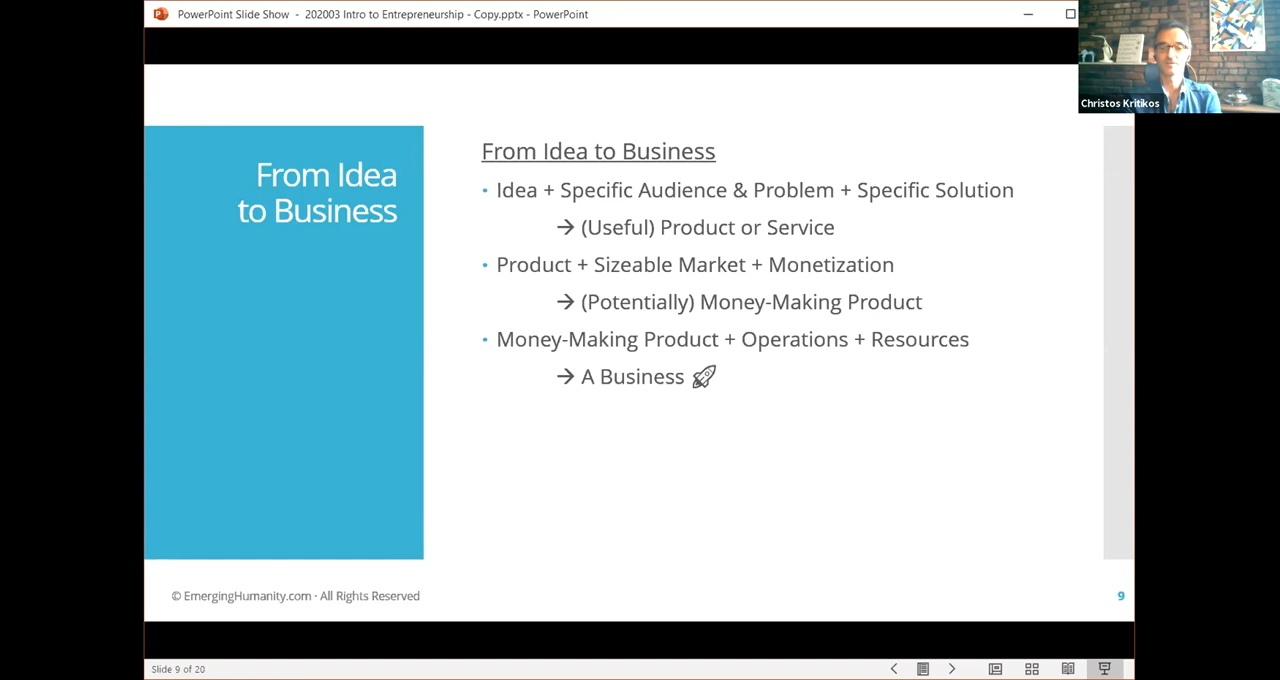 PowerPoint Slide Show - 202003 Intro to Entrepreneurship - Copy.pptx - PowerPoint
Christos Kritikos
From Idea
to Business
From Idea to Business
• Idea + Specific Audience & Problem + Specific Solution
→ (Useful) Product or Service
• Product + Sizeable Market + Monetization
→ (Potentially) Money-Making Product
• Money-Making Product + Operations + Resources
→ A Business 🚀
© EmergingHumanity.com · All Rights Reserved
9
Slide 9 of 20